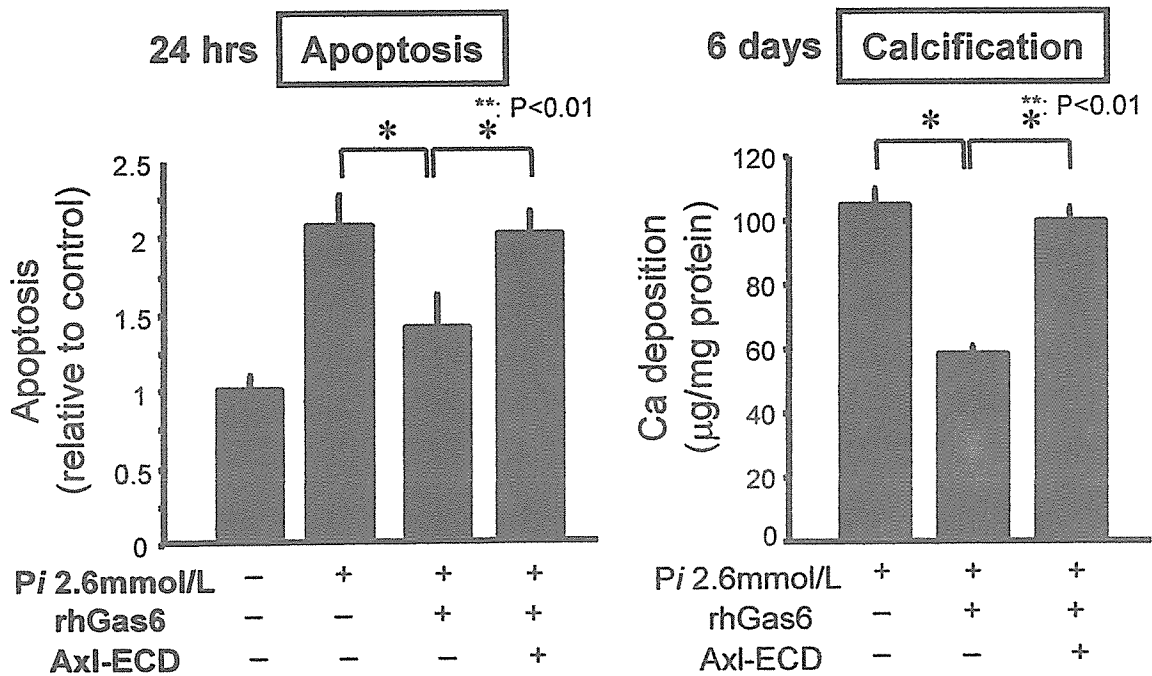 24 hrs Apoptosis
**: P<0.01
* *
Apoptosis
(relative to control)
2.5
2
1.5
1
0.5
0
Pi 2.6mmol/L − + + +
rhGas6 − − + +
Axl-ECD − − − +
6 days Calcification
**: P<0.01
* *
Ca deposition
(μg/mg protein)
120
100
80
60
40
20
0
Pi 2.6mmol/L + + +
rhGas6 − + +
Axl-ECD − − +